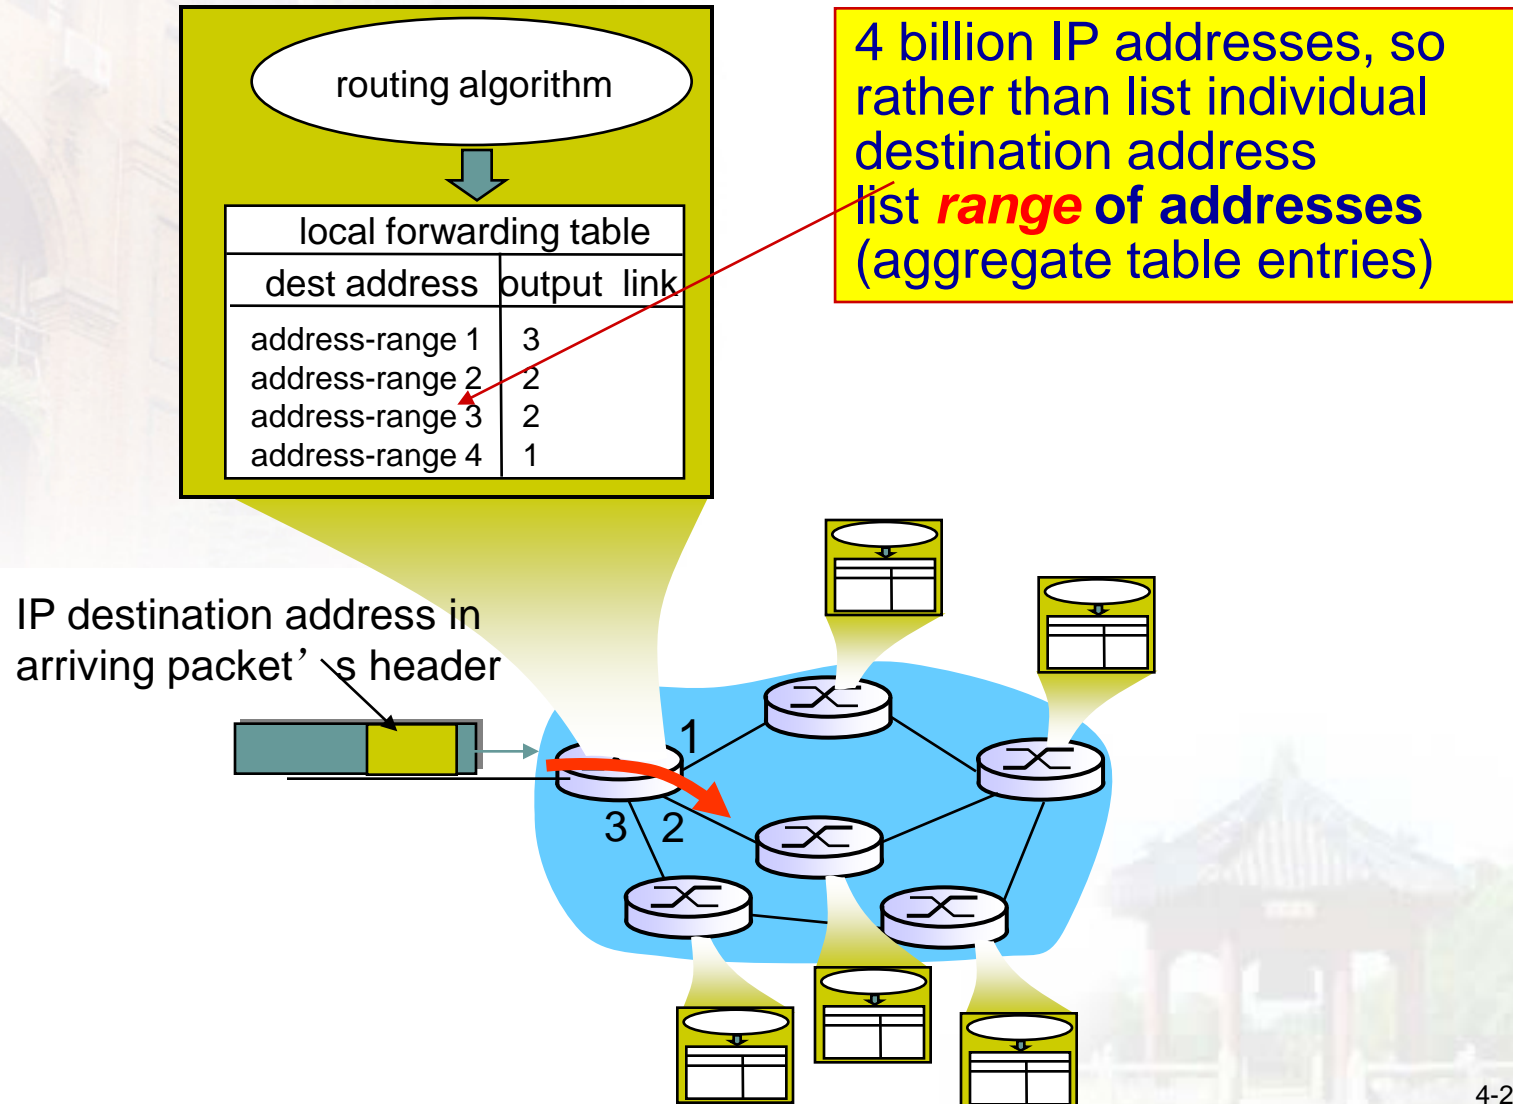 routing algorithm
local forwarding table
dest address output link
address-range 1 3
address-range 2 2
address-range 3 2
address-range 4 1
4 billion IP addresses, so
rather than list individual
destination address
list range of addresses
(aggregate table entries)
IP destination address in
arriving packet’ s header
1
3 2
4-2